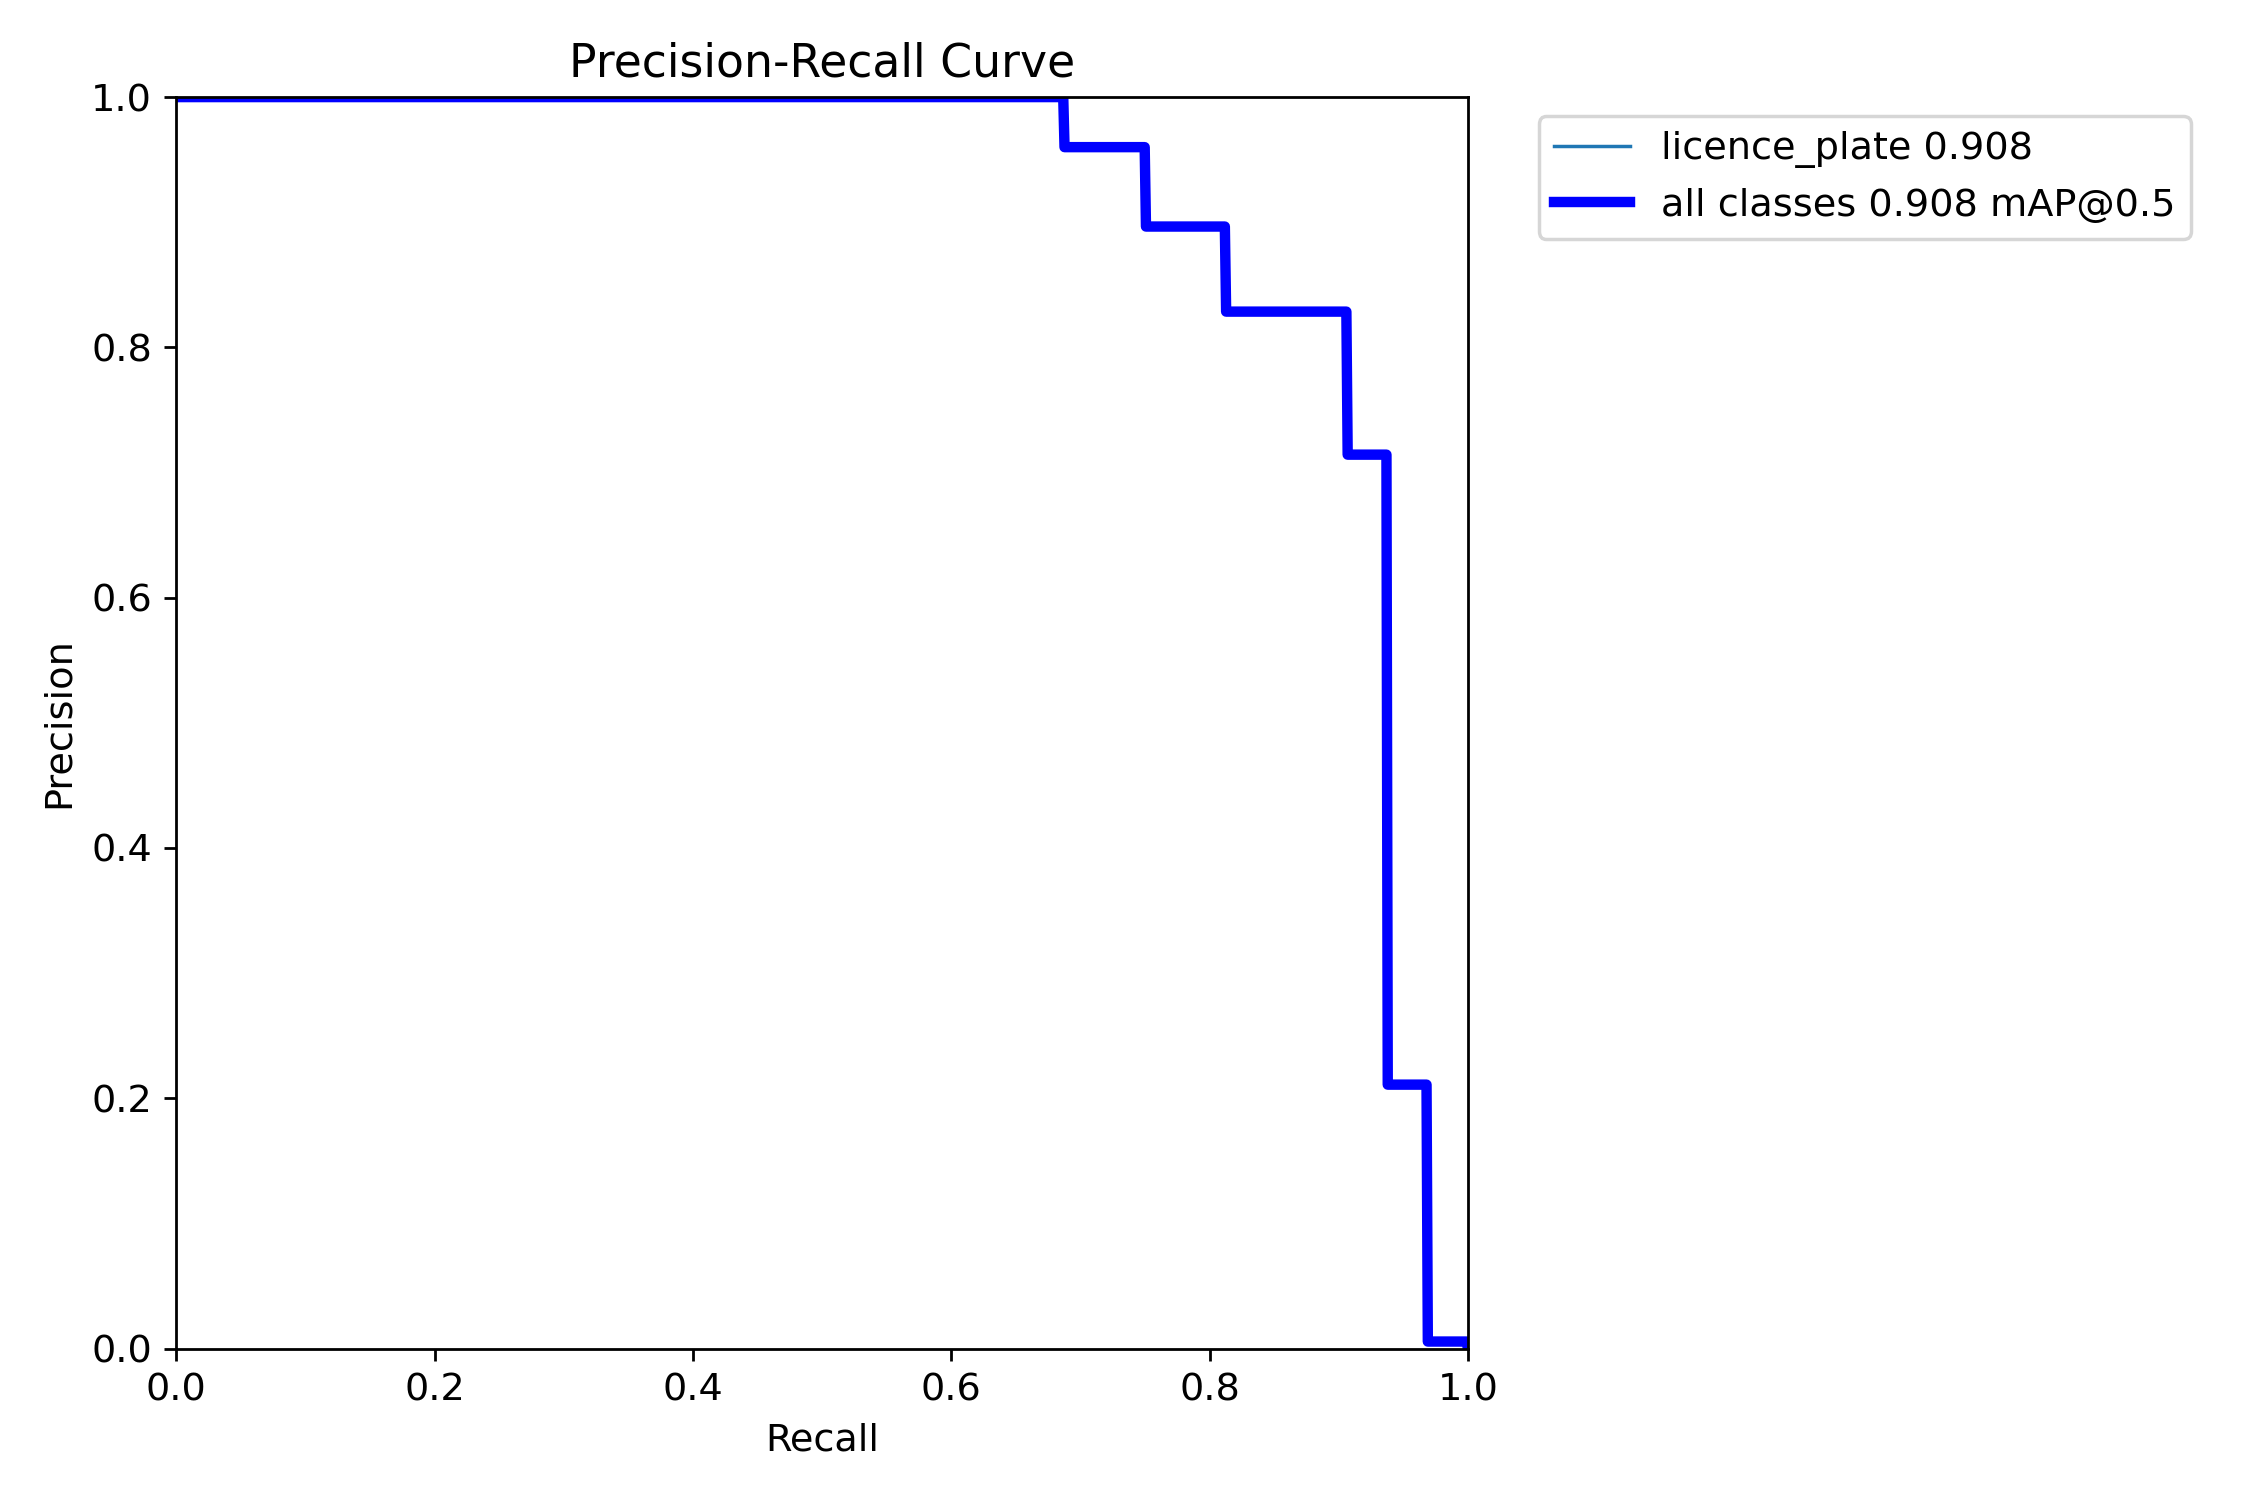 Precision-Recall Curve
licence_plate 0.908
all classes 0.908 mAP@0.5
Precision
1.0
0.8
0.6
0.4
0.2
0.0
0.0 0.2 0.4 0.6 0.8 1.0
Recall